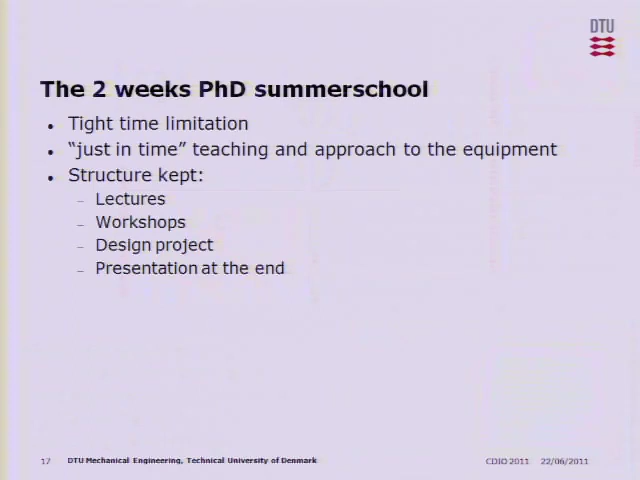 DTU
The 2 weeks PhD summerschool
• Tight time limitation
• “just in time” teaching and approach to the equipment
• Structure kept:
– Lectures
– Workshops
– Design project
– Presentation at the end
17 DTU Mechanical Engineering, Technical University of Denmark CDIO 2011 22/06/2011